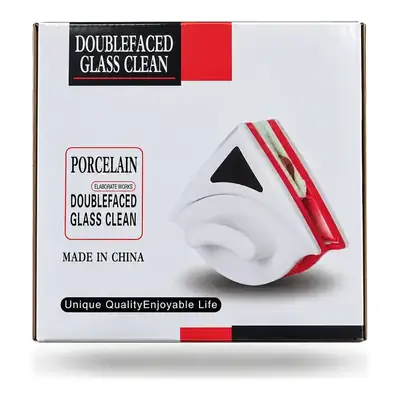 DOUBLEFACED
GLASS CLEAN
PORCELAIN
ELABORATE WORKS
DOUBLEFACED
GLASS CLEAN
MADE IN CHINA
Unique QualityEnjoyable Life